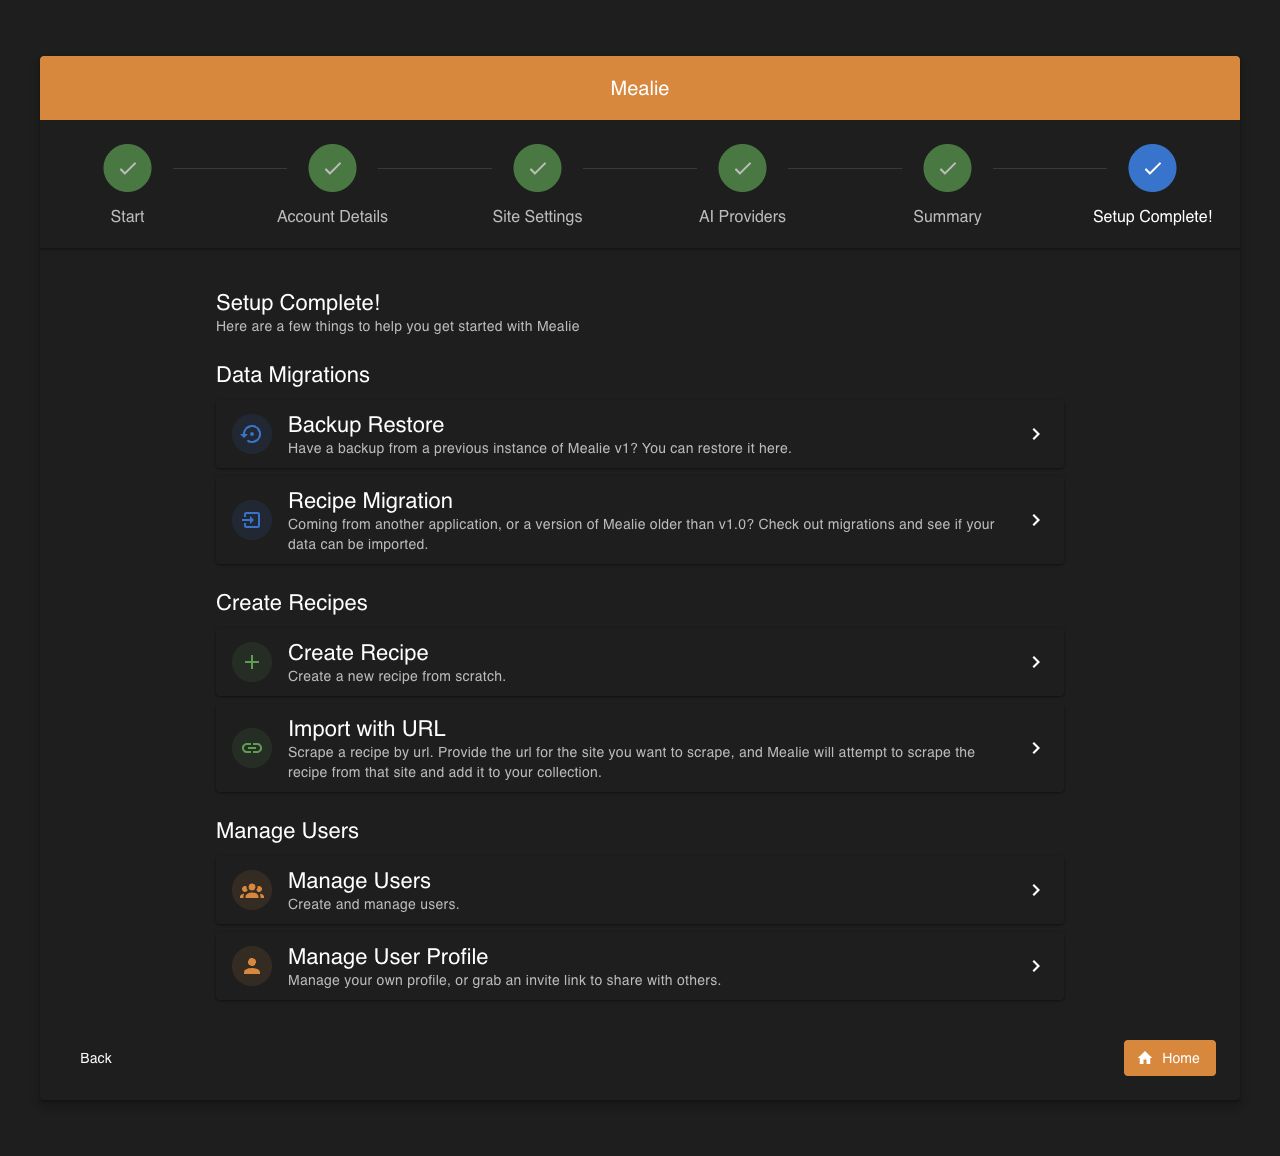 Mealie
Start
Account Details
Site Settings
AI Providers
Summary
Setup Complete!
Setup Complete!
Here are a few things to help you get started with Mealie
Data Migrations
Backup Restore
Have a backup from a previous instance of Mealie v1? You can restore it here.
Recipe Migration
Coming from another application, or a version of Mealie older than v1.0? Check out migrations and see if your
data can be imported.
Create Recipes
Create Recipe
Create a new recipe from scratch.
Import with URL
Scrape a recipe by url. Provide the url for the site you want to scrape, and Mealie will attempt to scrape the
recipe from that site and add it to your collection.
Manage Users
Manage Users
Create and manage users.
Manage User Profile
Manage your own profile, or grab an invite link to share with others.
Back
Home